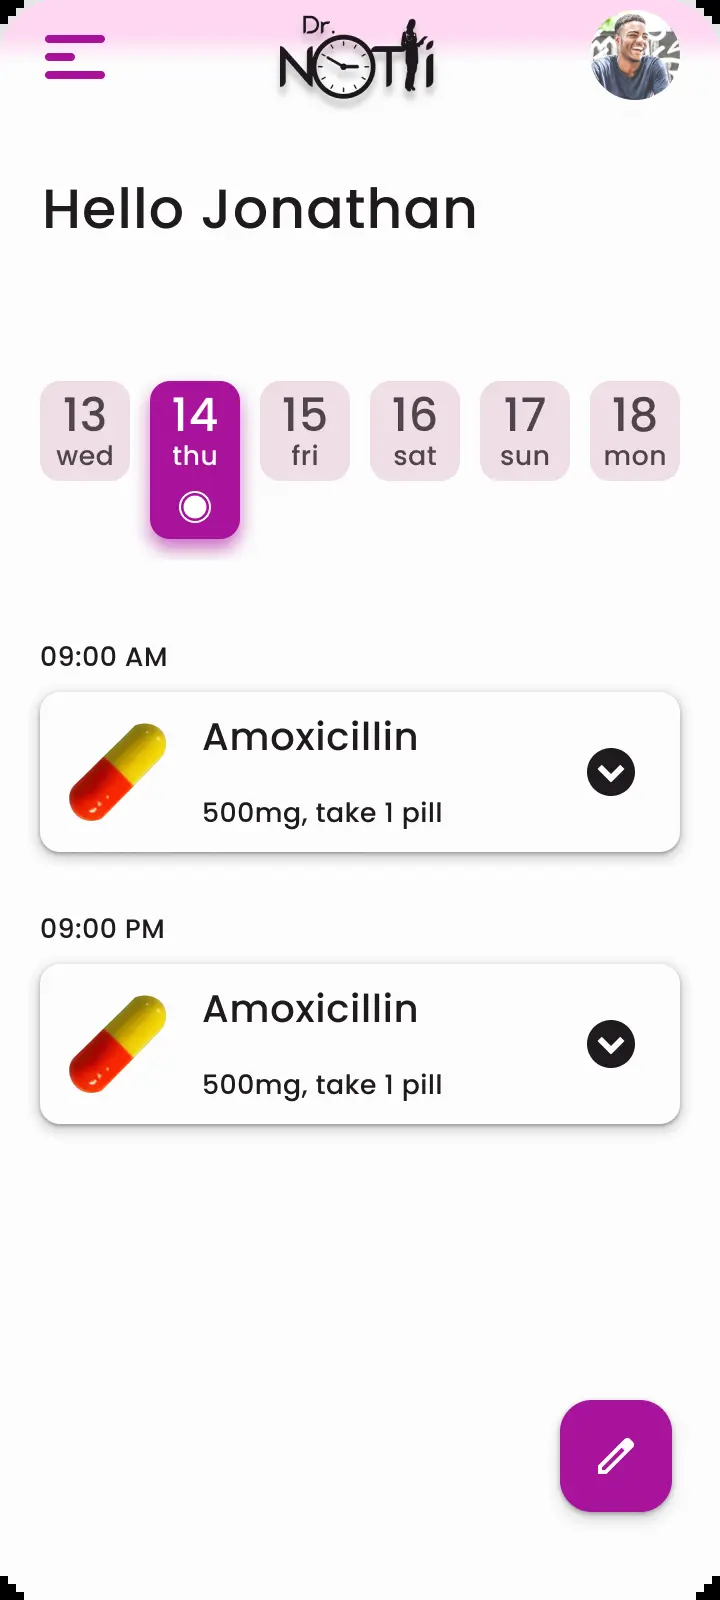 Dr.
NOTTi
Hello Jonathan
13 14 15 16 17 18
wed thu fri sat sun mon
09:00 AM
Amoxicillin
500mg, take 1 pill
09:00 PM
Amoxicillin
500mg, take 1 pill